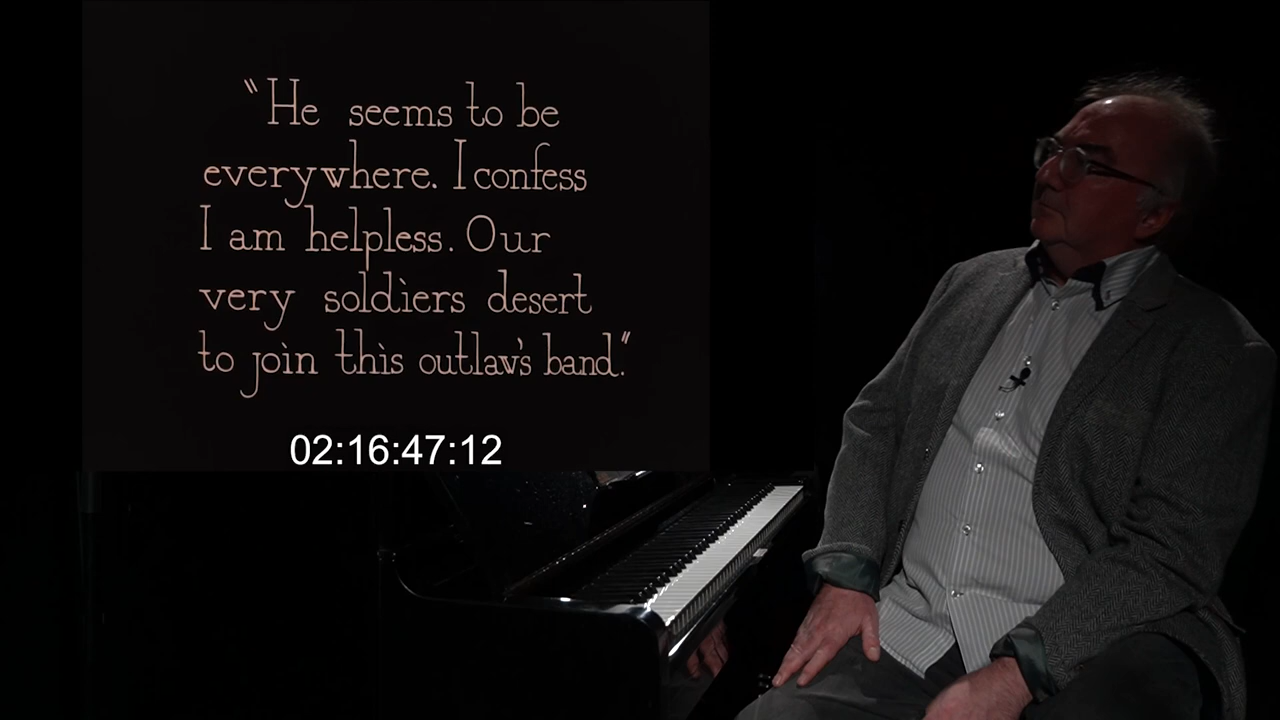 “He seems to be
everywhere. I confess
I am helpless. Our
very soldiers desert
to join this outlaw's band.”
02:16:47:12